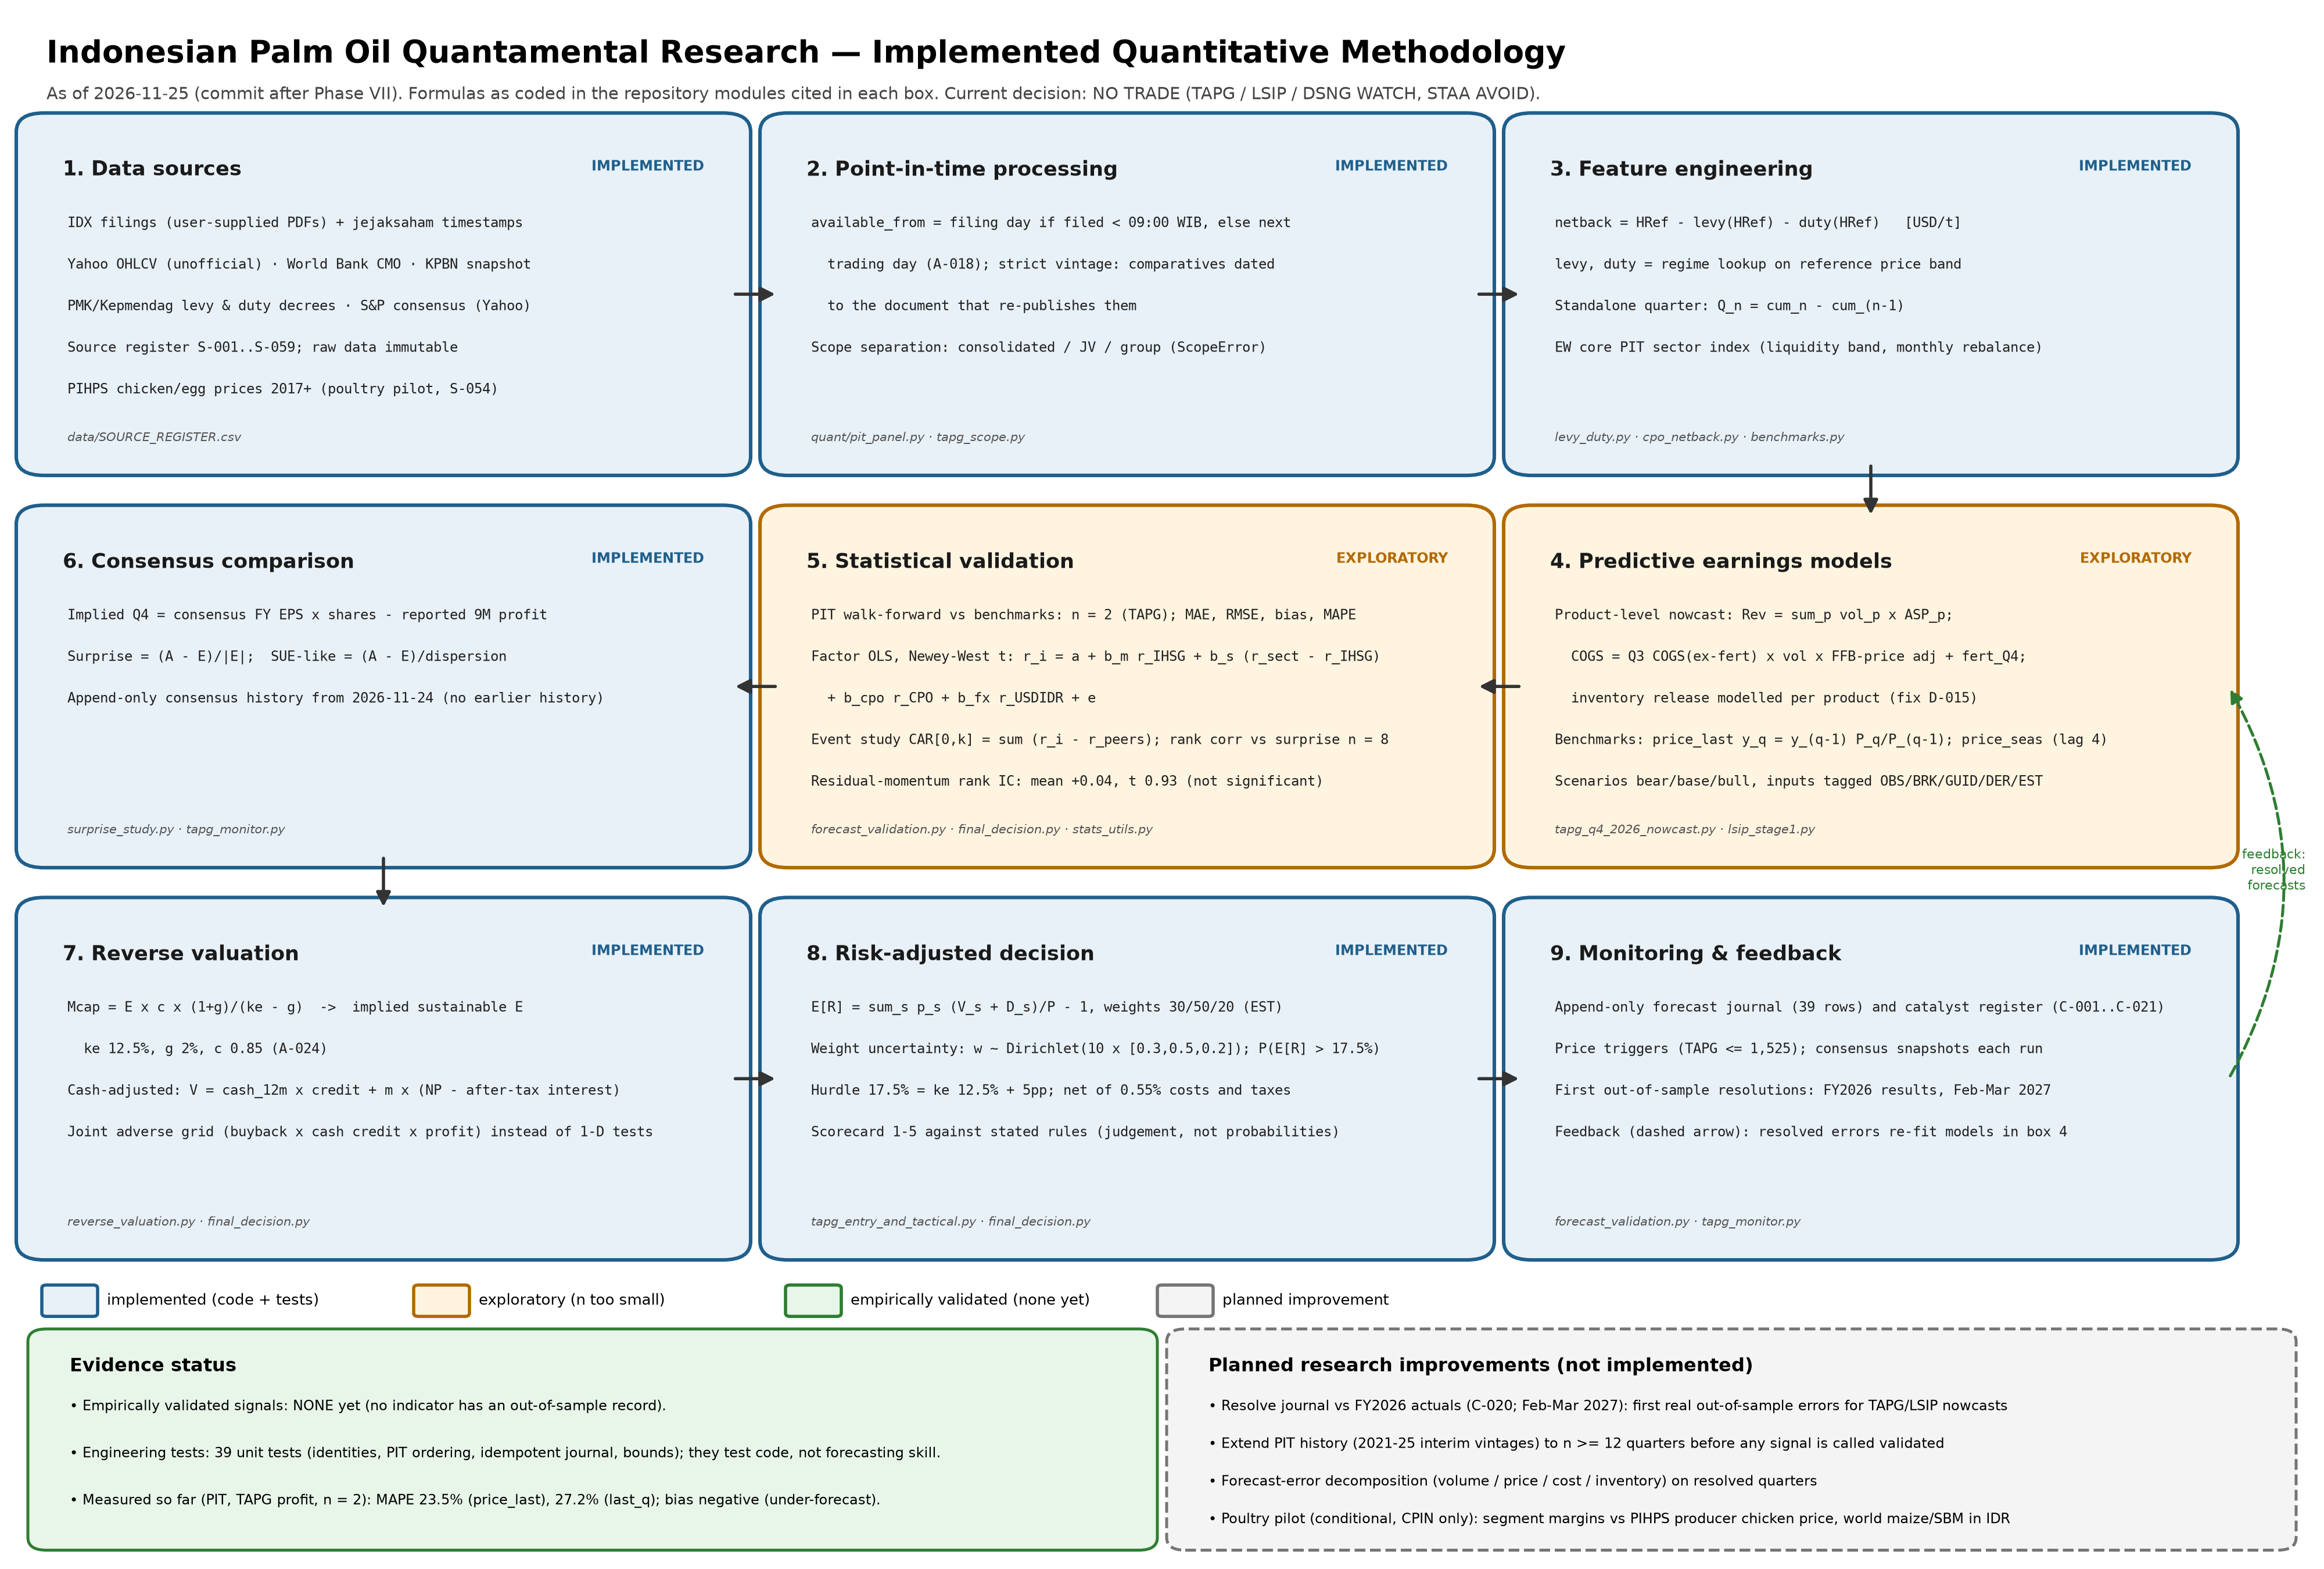 Indonesian Palm Oil Quantamental Research — Implemented Quantitative Methodology
As of 2026-11-25 (commit after Phase VII). Formulas as coded in the repository modules cited in each box. Current decision: NO TRADE (TAPG / LSIP / DSNG WATCH, STAA AVOID).
1. Data sources
IMPLEMENTED
IDX filings (user-supplied PDFs) + jejaksaham timestamps
Yahoo OHLCV (unofficial) · World Bank CMO · KPBN snapshot
PMK/Kepmendag levy & duty decrees · S&P consensus (Yahoo)
Source register S-001..S-059; raw data immutable
PIHPS chicken/egg prices 2017+ (poultry pilot, S-054)
data/SOURCE_REGISTER.csv
2. Point-in-time processing
IMPLEMENTED
available_from = filing day if filed < 09:00 WIB, else next
trading day (A-018); strict vintage: comparatives dated
to the document that re-publishes them
Scope separation: consolidated / JV / group (ScopeError)
quant/pit_panel.py · tapg_scope.py
3. Feature engineering
IMPLEMENTED
netback = HRef - levy(HRef) - duty(HRef)   [USD/t]
levy, duty = regime lookup on reference price band
Standalone quarter: Q_n = cum_n - cum_(n-1)
EW core PIT sector index (liquidity band, monthly rebalance)
levy_duty.py · cpo_netback.py · benchmarks.py
6. Consensus comparison
IMPLEMENTED
Implied Q4 = consensus FY EPS x shares - reported 9M profit
Surprise = (A - E)/|E|;  SUE-like = (A - E)/dispersion
Append-only consensus history from 2026-11-24 (no earlier history)
surprise_study.py · tapg_monitor.py
5. Statistical validation
EXPLORATORY
PIT walk-forward vs benchmarks: n = 2 (TAPG); MAE, RMSE, bias, MAPE
Factor OLS, Newey-West t: r_i = a + b_m r_IHSG + b_s (r_sect - r_IHSG)
+ b_cpo r_CPO + b_fx r_USDIDR + e
Event study CAR[0,k] = sum (r_i - r_peers); rank corr vs surprise n = 8
Residual-momentum rank IC: mean +0.04, t 0.93 (not significant)
forecast_validation.py · final_decision.py · stats_utils.py
4. Predictive earnings models
EXPLORATORY
Product-level nowcast: Rev = sum_p vol_p x ASP_p;
COGS = Q3 COGS(ex-fert) x vol x FFB-price adj + fert_Q4;
inventory release modelled per product (fix D-015)
Benchmarks: price_last y_q = y_(q-1) P_q/P_(q-1); price_seas (lag 4)
Scenarios bear/base/bull, inputs tagged OBS/BRK/GUID/DER/EST
tapg_q4_2026_nowcast.py · lsip_stage1.py
feedback:
resolved
forecasts
7. Reverse valuation
IMPLEMENTED
Mcap = E x c x (1+g)/(ke - g)  ->  implied sustainable E
ke 12.5%, g 2%, c 0.85 (A-024)
Cash-adjusted: V = cash_12m x credit + m x (NP - after-tax interest)
Joint adverse grid (buyback x cash credit x profit) instead of 1-D tests
reverse_valuation.py · final_decision.py
8. Risk-adjusted decision
IMPLEMENTED
E[R] = sum_s p_s (V_s + D_s)/P - 1, weights 30/50/20 (EST)
Weight uncertainty: w ~ Dirichlet(10 x [0.3,0.5,0.2]); P(E[R] > 17.5%)
Hurdle 17.5% = ke 12.5% + 5pp; net of 0.55% costs and taxes
Scorecard 1-5 against stated rules (judgement, not probabilities)
tapg_entry_and_tactical.py · final_decision.py
9. Monitoring & feedback
IMPLEMENTED
Append-only forecast journal (39 rows) and catalyst register (C-001..C-021)
Price triggers (TAPG <= 1,525); consensus snapshots each run
First out-of-sample resolutions: FY2026 results, Feb-Mar 2027
Feedback (dashed arrow): resolved errors re-fit models in box 4
forecast_validation.py · tapg_monitor.py
implemented (code + tests)
exploratory (n too small)
empirically validated (none yet)
planned improvement
Evidence status
• Empirically validated signals: NONE yet (no indicator has an out-of-sample record).
• Engineering tests: 39 unit tests (identities, PIT ordering, idempotent journal, bounds); they test code, not forecasting skill.
• Measured so far (PIT, TAPG profit, n = 2): MAPE 23.5% (price_last), 27.2% (last_q); bias negative (under-forecast).
Planned research improvements (not implemented)
• Resolve journal vs FY2026 actuals (C-020; Feb-Mar 2027): first real out-of-sample errors for TAPG/LSIP nowcasts
• Extend PIT history (2021-25 interim vintages) to n >= 12 quarters before any signal is called validated
• Forecast-error decomposition (volume / price / cost / inventory) on resolved quarters
• Poultry pilot (conditional, CPIN only): segment margins vs PIHPS producer chicken price, world maize/SBM in IDR